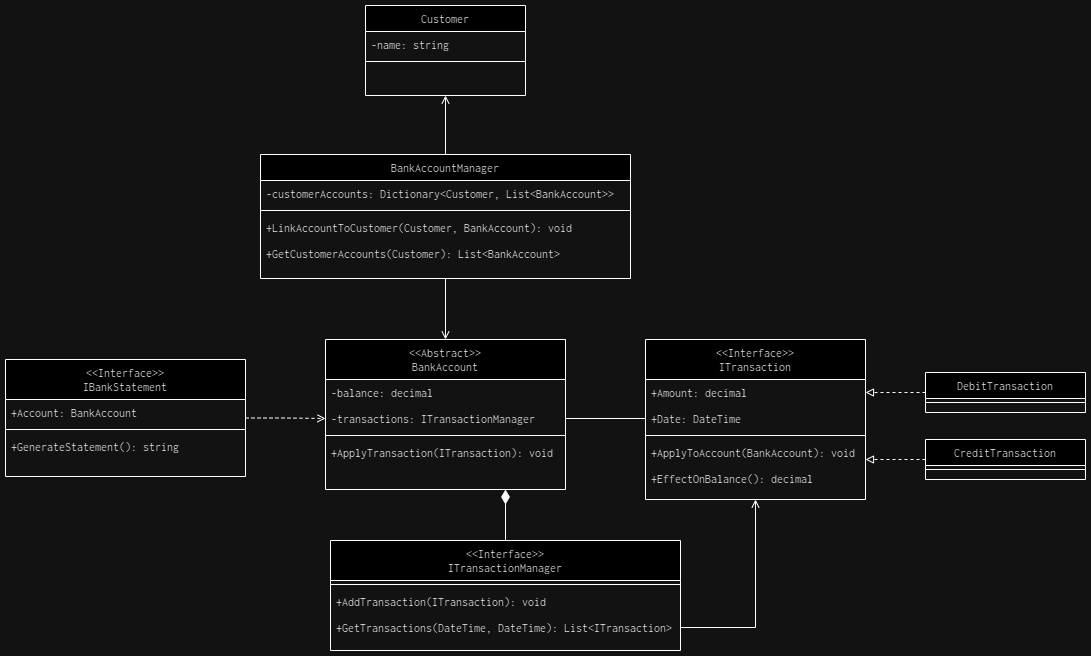 Customer
-name: string
BankAccountManager
-customerAccounts: Dictionary<Customer, List<BankAccount>>
+LinkAccountToCustomer(Customer, BankAccount): void
+GetCustomerAccounts(Customer): List<BankAccount>
<<Interface>>
IBankStatement
+Account: BankAccount
+GenerateStatement(): string
<<Abstract>>
BankAccount
-balance: decimal
-transactions: ITransactionManager
+ApplyTransaction(ITransaction): void
<<Interface>>
ITransaction
+Amount: decimal
+Date: DateTime
+ApplyToAccount(BankAccount): void
+EffectOnBalance(): decimal
DebitTransaction
CreditTransaction
<<Interface>>
ITransactionManager
+AddTransaction(ITransaction): void
+GetTransactions(DateTime, DateTime): List<ITransaction>